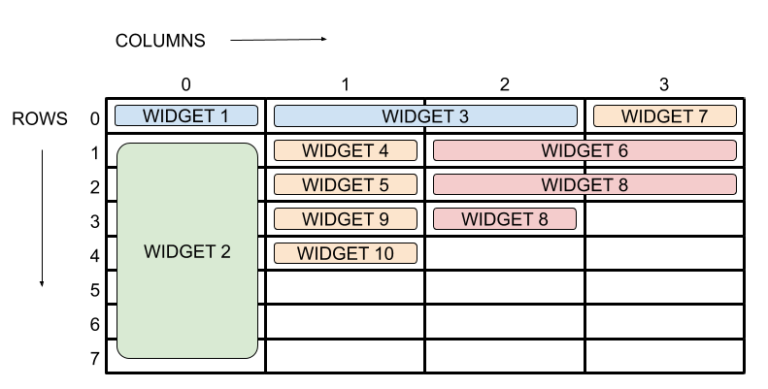 COLUMNS
0 1 2 3
ROWS 0 WIDGET 1 WIDGET 3 WIDGET 7
1 WIDGET 4 WIDGET 6
2 WIDGET 5 WIDGET 8
3 WIDGET 9 WIDGET 8
4 WIDGET 2 WIDGET 10
5
6
7